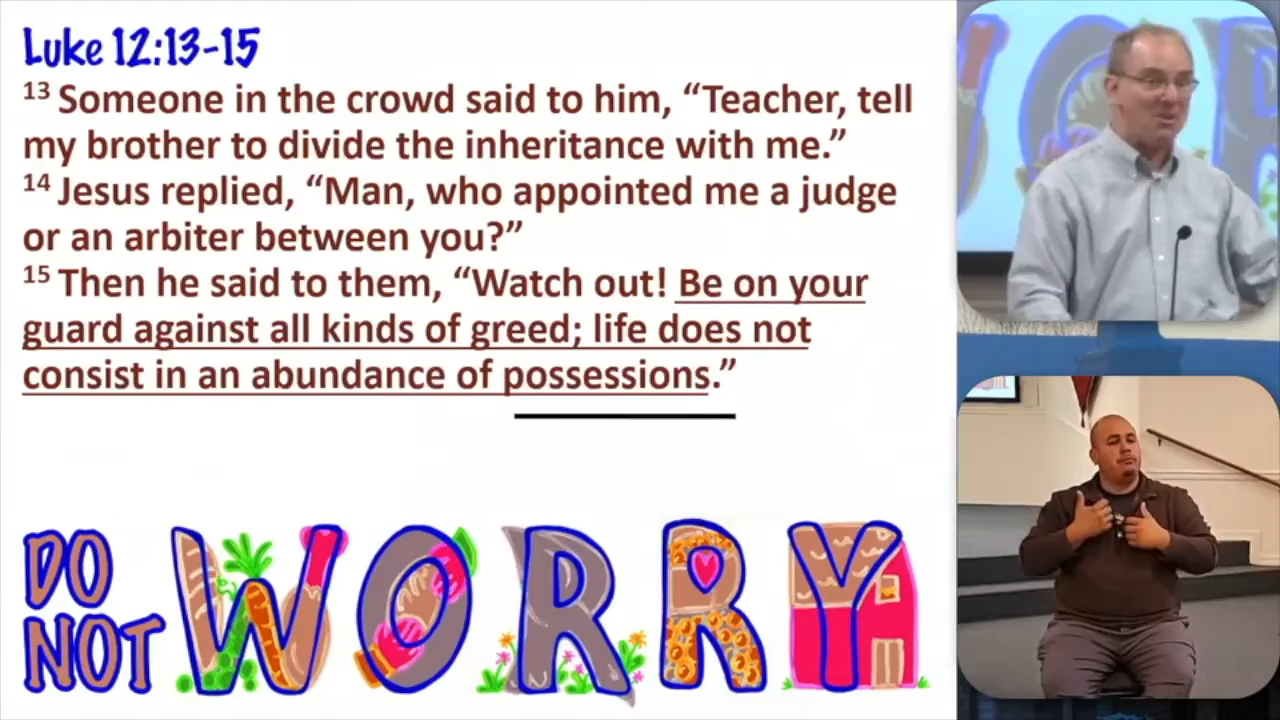 Luke 12:13-15
13 Someone in the crowd said to him, “Teacher, tell
my brother to divide the inheritance with me.”
14 Jesus replied, “Man, who appointed me a judge
or an arbiter between you?”
15 Then he said to them, “Watch out! Be on your
guard against all kinds of greed; life does not
consist in an abundance of possessions.”
DO
NOT
WORRY